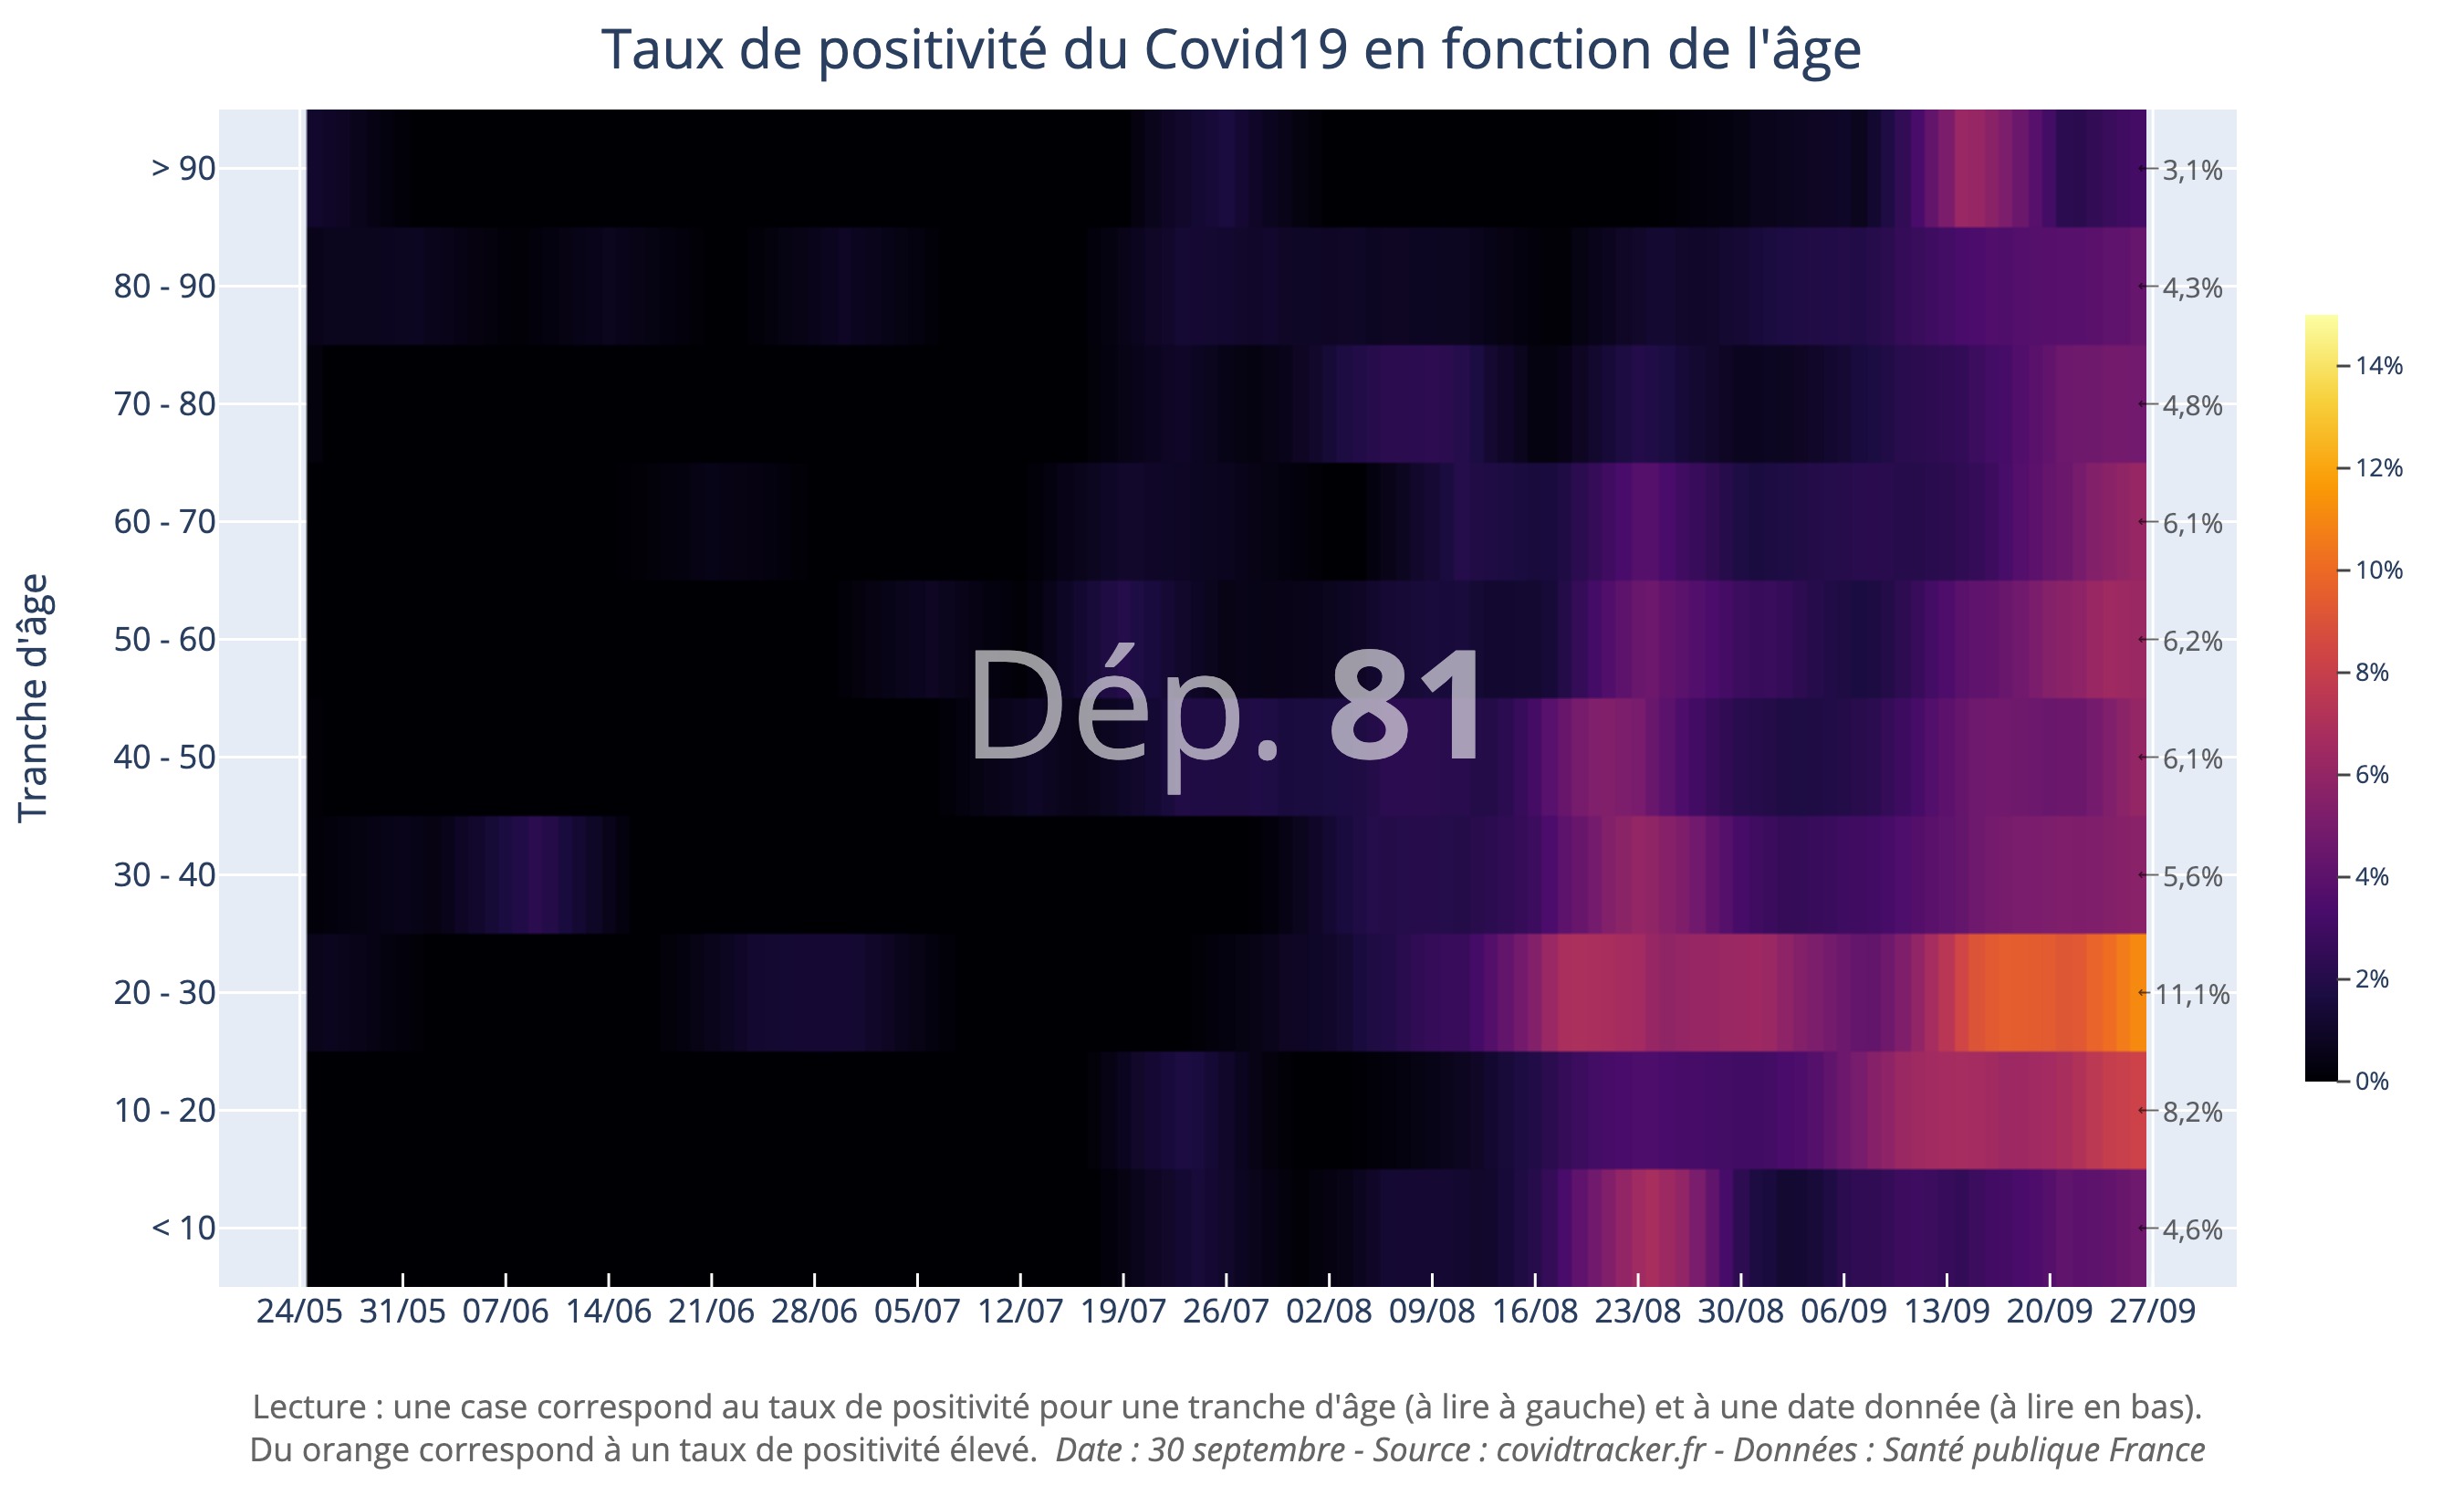 Taux de positivité du Covid19 en fonction de l'âge
Tranche d'âge
> 90
80 - 90
70 - 80
60 - 70
50 - 60
40 - 50
30 - 40
20 - 30
10 - 20
< 10
Dép. 81
3,1%
4,3%
4,8%
6,1%
6,2%
6,1%
5,6%
11,1%
8,2%
4,6%
14%
12%
10%
8%
6%
4%
2%
0%
24/05 31/05 07/06 14/06 21/06 28/06 05/07 12/07 19/07 26/07 02/08 09/08 16/08 23/08 30/08 06/09 13/09 20/09 27/09
Lecture : une case correspond au taux de positivité pour une tranche d'âge (à lire à gauche) et à une date donnée (à lire en bas).
Du orange correspond à un taux de positivité élevé. Date : 30 septembre - Source : covidtracker.fr - Données : Santé publique France